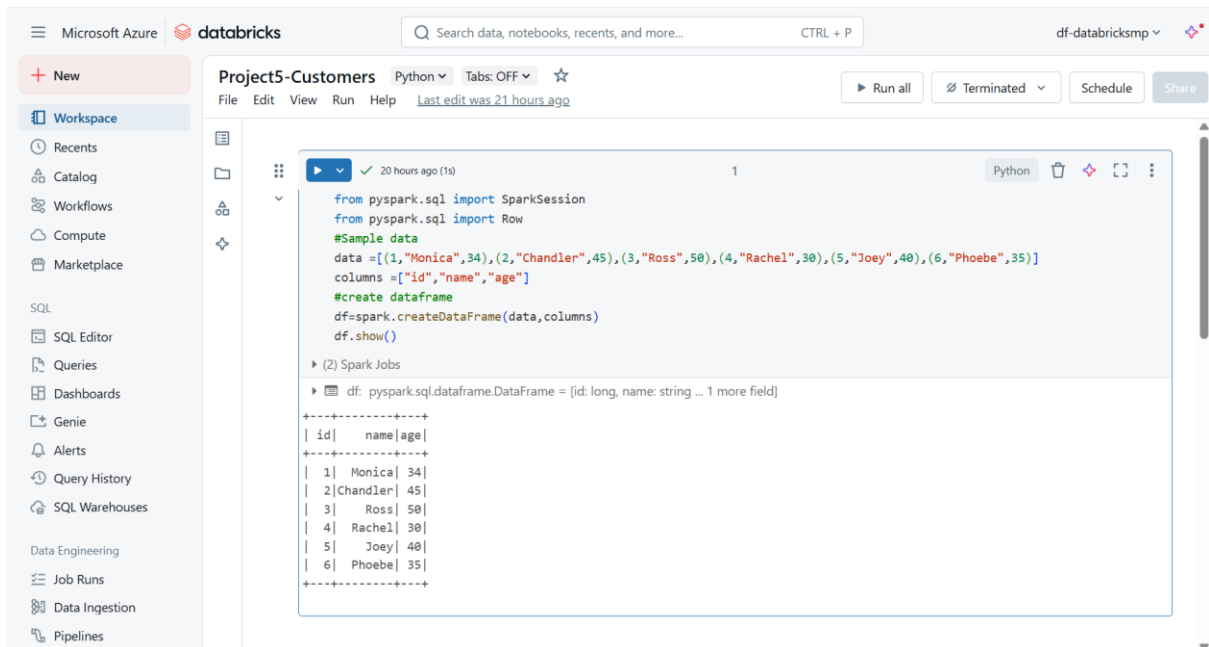 Microsoft Azure databricks
Search data, notebooks, recents, and more... CTRL + P
df-databricksmp
New
Workspace
Recents
Catalog
Workflows
Compute
Marketplace
SQL
SQL Editor
Queries
Dashboards
Genie
Alerts
Query History
SQL Warehouses
Data Engineering
Job Runs
Data Ingestion
Pipelines
Project5-Customers Python Tabs: OFF
File Edit View Run Help Last edit was 21 hours ago
Run all Terminated Schedule Share
20 hours ago (1s) 1 Python
from pyspark.sql import SparkSession
from pyspark.sql import Row
#Sample data
data =[(1,"Monica",34),(2,"Chandler",45),(3,"Ross",50),(4,"Rachel",30),(5,"Joey",40),(6,"Phoebe",35)]
columns =["id","name","age"]
#create dataframe
df=spark.createDataFrame(data,columns)
df.show()
(2) Spark Jobs
df: pyspark.sql.dataframe.DataFrame = [id: long, name: string ... 1 more field]
+---+--------+---+
| id|    name|age|
+---+--------+---+
|  1|  Monica| 34|
|  2|Chandler| 45|
|  3|    Ross| 50|
|  4|  Rachel| 30|
|  5|    Joey| 40|
|  6|  Phoebe| 35|
+---+--------+---+